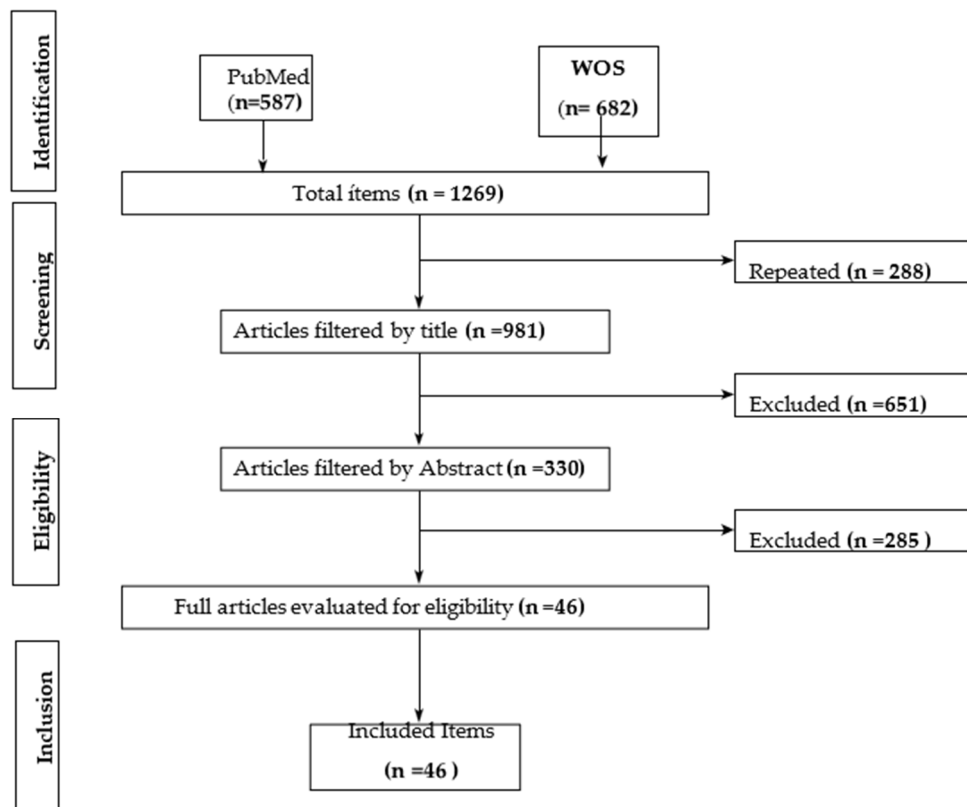 Identification
PubMed
(n=587)
WOS
(n= 682)
Total ítems (n = 1269)
Screening
Repeated (n = 288)
Articles filtered by title (n =981)
Excluded (n =651)
Eligibility
Articles filtered by Abstract (n =330)
Excluded (n =285 )
Full articles evaluated for eligibility (n =46)
Inclusion
Included Items
(n =46 )